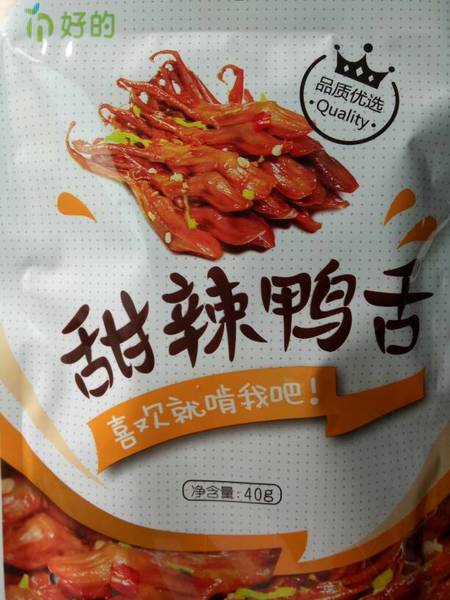 好的
品质优选
·Quality·
甜辣鸭舌
喜欢就啃我吧！
净含量: 40g